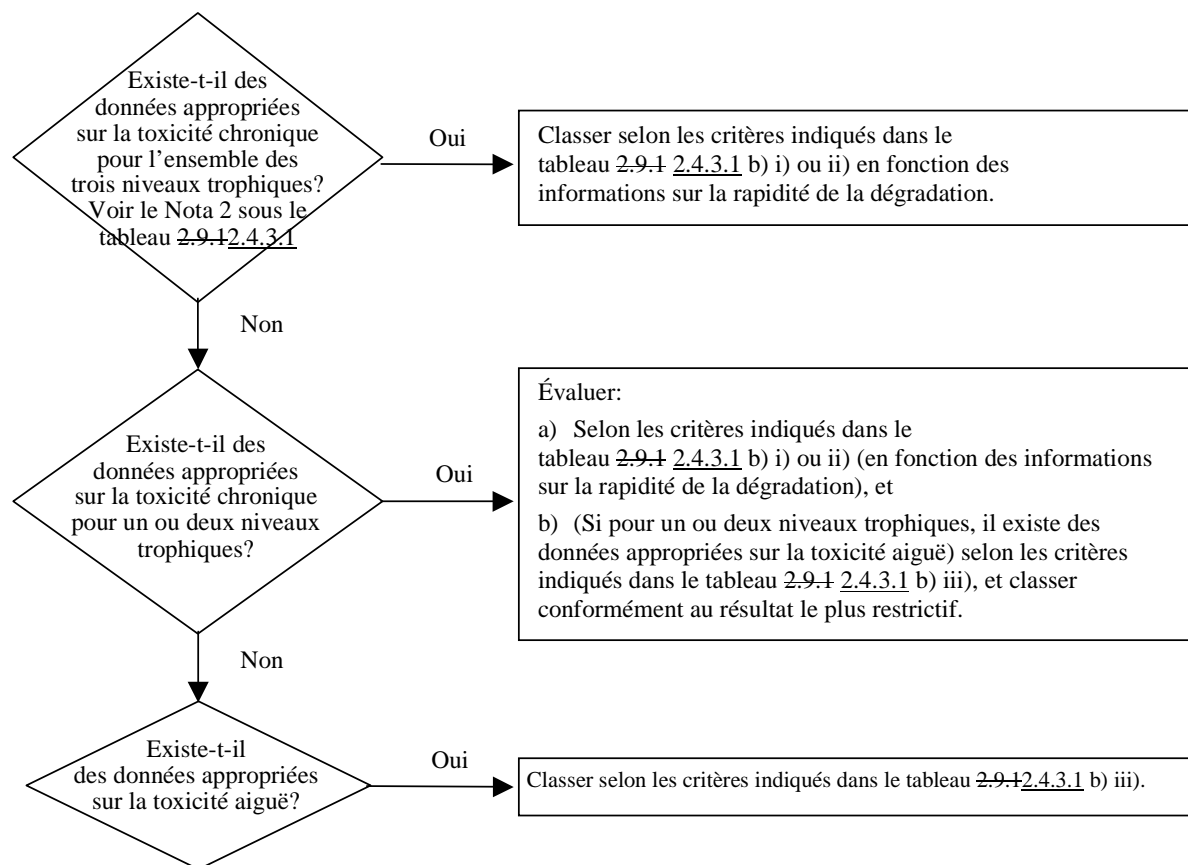 Existe-t-il des
données appropriées
sur la toxicité chronique
pour l'ensemble des
trois niveaux trophiques?
Voir le Nota 2 sous le
tableau 2.9.12.4.3.1
Oui
Classer selon les critères indiqués dans le
tableau 2.9.1 2.4.3.1 b) i) ou ii) en fonction des
informations sur la rapidité de la dégradation.
Non
Existe-t-il des
données appropriées
sur la toxicité chronique
pour un ou deux niveaux
trophiques?
Oui
Évaluer:
a) Selon les critères indiqués dans le
tableau 2.9.1 2.4.3.1 b) i) ou ii) (en fonction des informations
sur la rapidité de la dégradation), et
b) (Si pour un ou deux niveaux trophiques, il existe des
données appropriées sur la toxicité aiguë) selon les critères
indiqués dans le tableau 2.9.1 2.4.3.1 b) iii), et classer
conformément au résultat le plus restrictif.
Non
Existe-t-il
des données appropriées
sur la toxicité aiguë?
Oui
Classer selon les critères indiqués dans le tableau 2.9.12.4.3.1 b) iii).